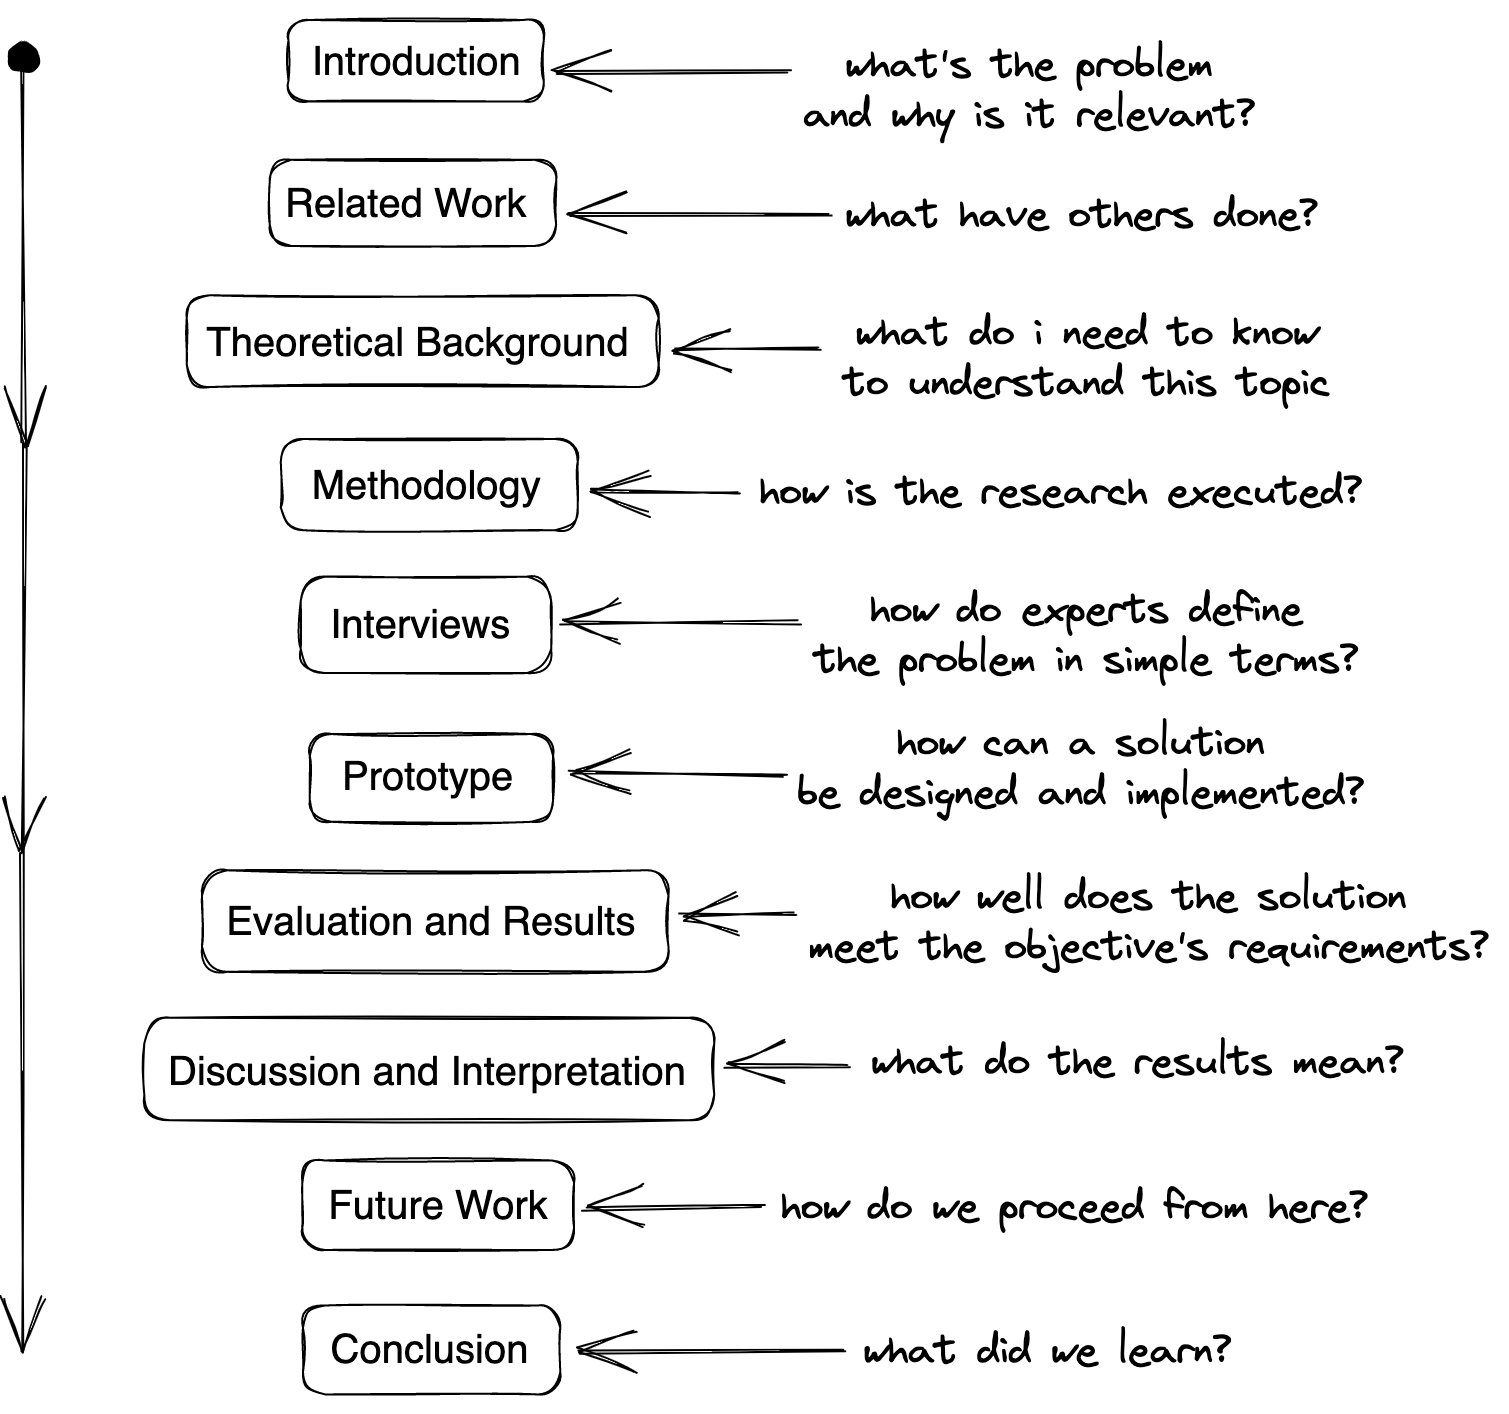 Introduction
what's the problem
and why is it relevant?
Related Work
what have others done?
Theoretical Background
what do i need to know
to understand this topic
Methodology
how is the research executed?
Interviews
how do experts define
the problem in simple terms?
Prototype
how can a solution
be designed and implemented?
Evaluation and Results
how well does the solution
meet the objective's requirements?
Discussion and Interpretation
what do the results mean?
Future Work
how do we proceed from here?
Conclusion
what did we learn?